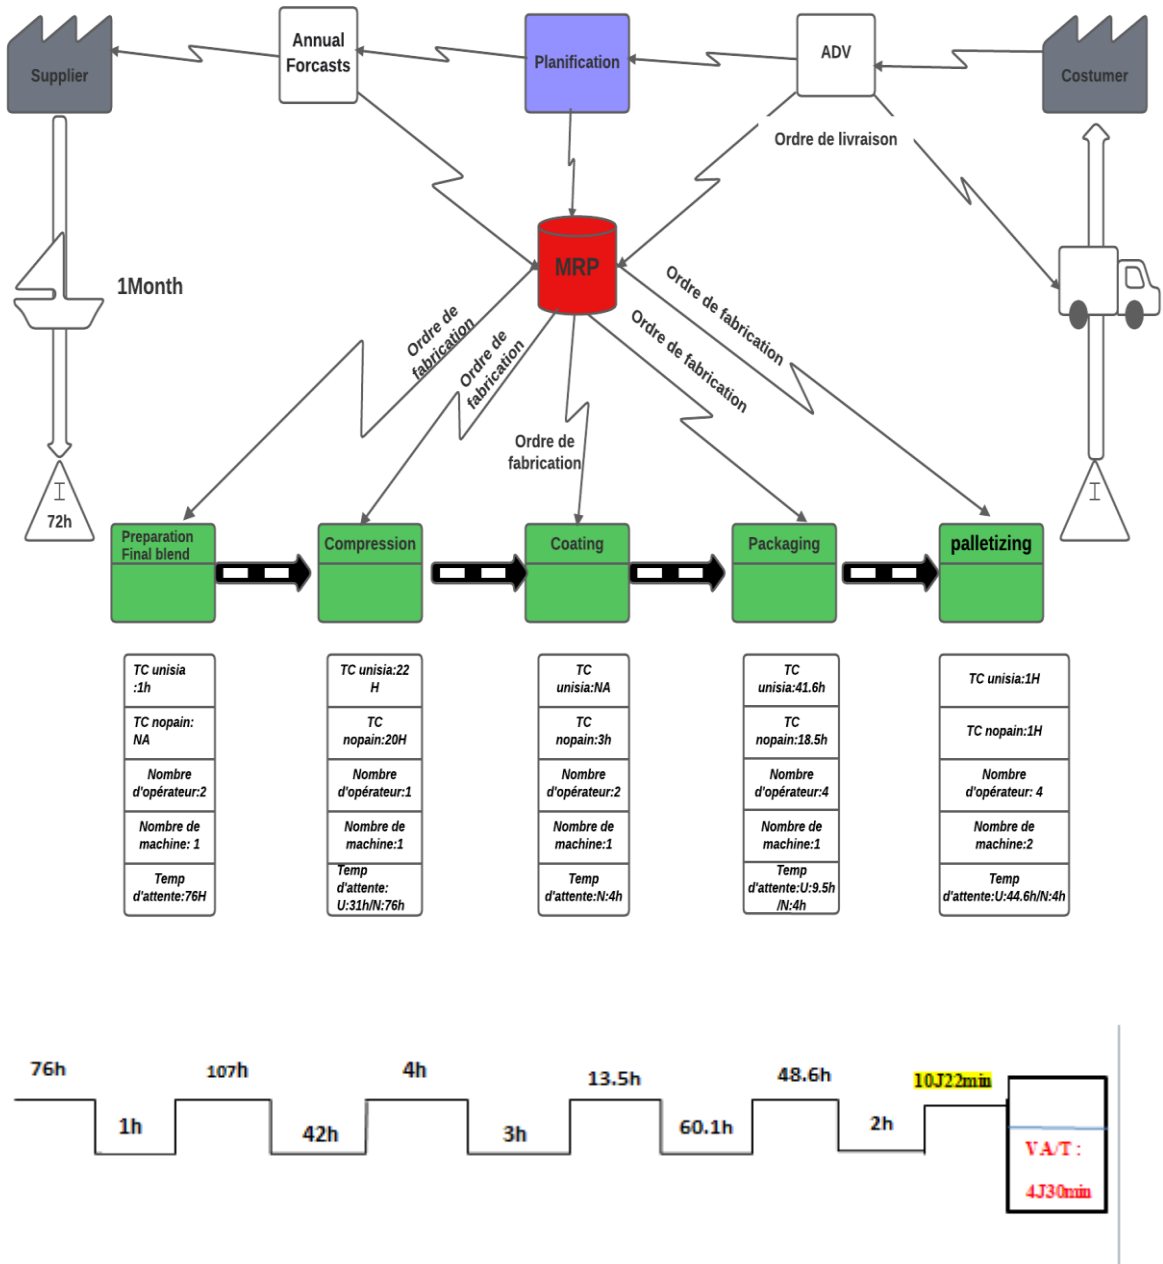 Supplier
Annual
Forcasts
Planification
ADV
Costumer
Ordre de livraison
MRP
1Month
Ordre de
fabrication
Ordre de
fabrication
Ordre de
fabrication
Ordre de fabrication
Ordre de fabrication
I
72h
I
Preparation
Final blend
Compression
Coating
Packaging
palletizing
TC unisia
:1h
TC nopain:
NA
Nombre
d'opérateur:2
Nombre de
machine: 1
Temp
d'attente:76H
TC unisia:22
H
TC
nopain:20H
Nombre
d'opérateur:1
Nombre de
machine:1
Temp
d'attente:
U:31h/N:76h
TC
unisia:NA
TC
nopain:3h
Nombre
d'opérateur:2
Nombre de
machine:1
Temp
d'attente:N:4h
TC
unisia:41.6h
TC
nopain:18.5h
Nombre
d'opérateur:4
Nombre de
machine:1
Temp
d'attente:U:9.5h
/N:4h
TC unisia:1H
TC nopain:1H
Nombre
d'opérateur: 4
Nombre de
machine:2
Temp
d'attente:U:44.6h/N:4h
76h
107h
4h
13.5h
48.6h
10J22min
1h
42h
3h
60.1h
2h
VA/T :
4J30min